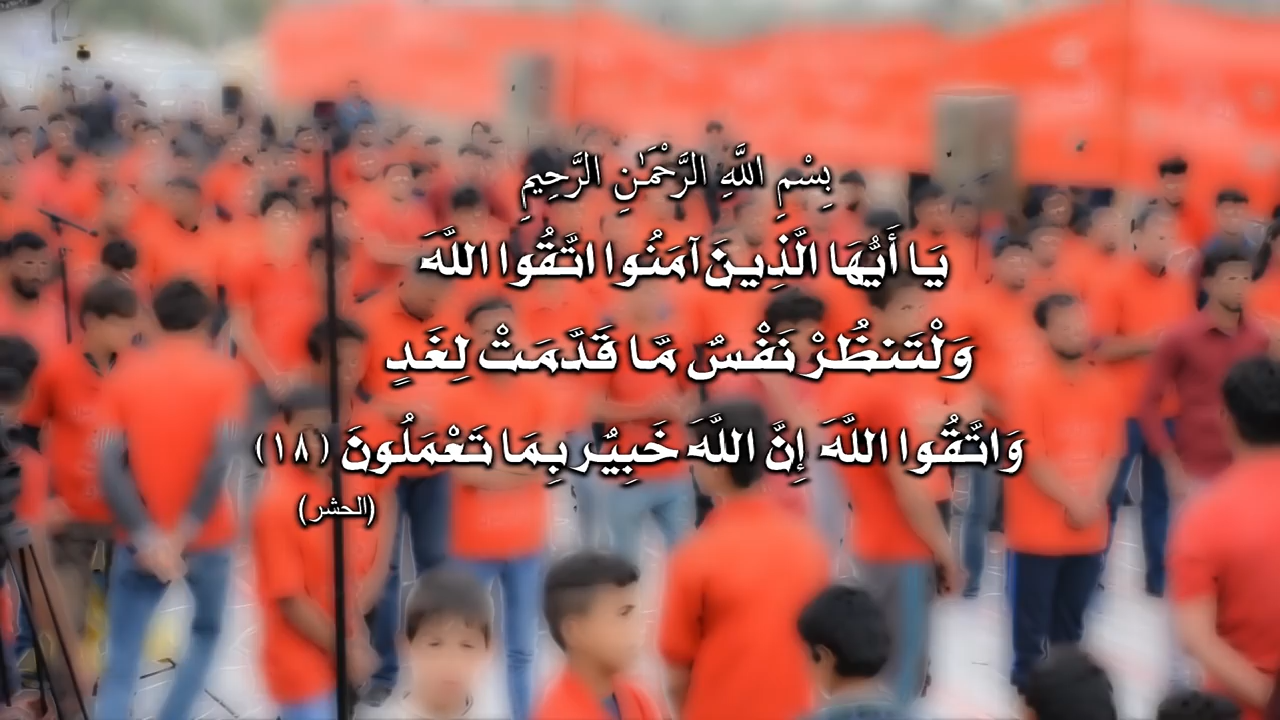 بِسْمِ اللَّهِ الرَّحْمَٰنِ الرَّحِيمِ
يَا أَيُّهَا الَّذِينَ آمَنُوا اتَّقُوا اللَّهَ
وَلْتَنظُرْ نَفْسٌ مَّا قَدَّمَتْ لِغَدٍ
وَاتَّقُوا اللَّهَ إِنَّ اللَّهَ خَبِيرٌ بِمَا تَعْمَلُونَ (١٨)
(الحشر)